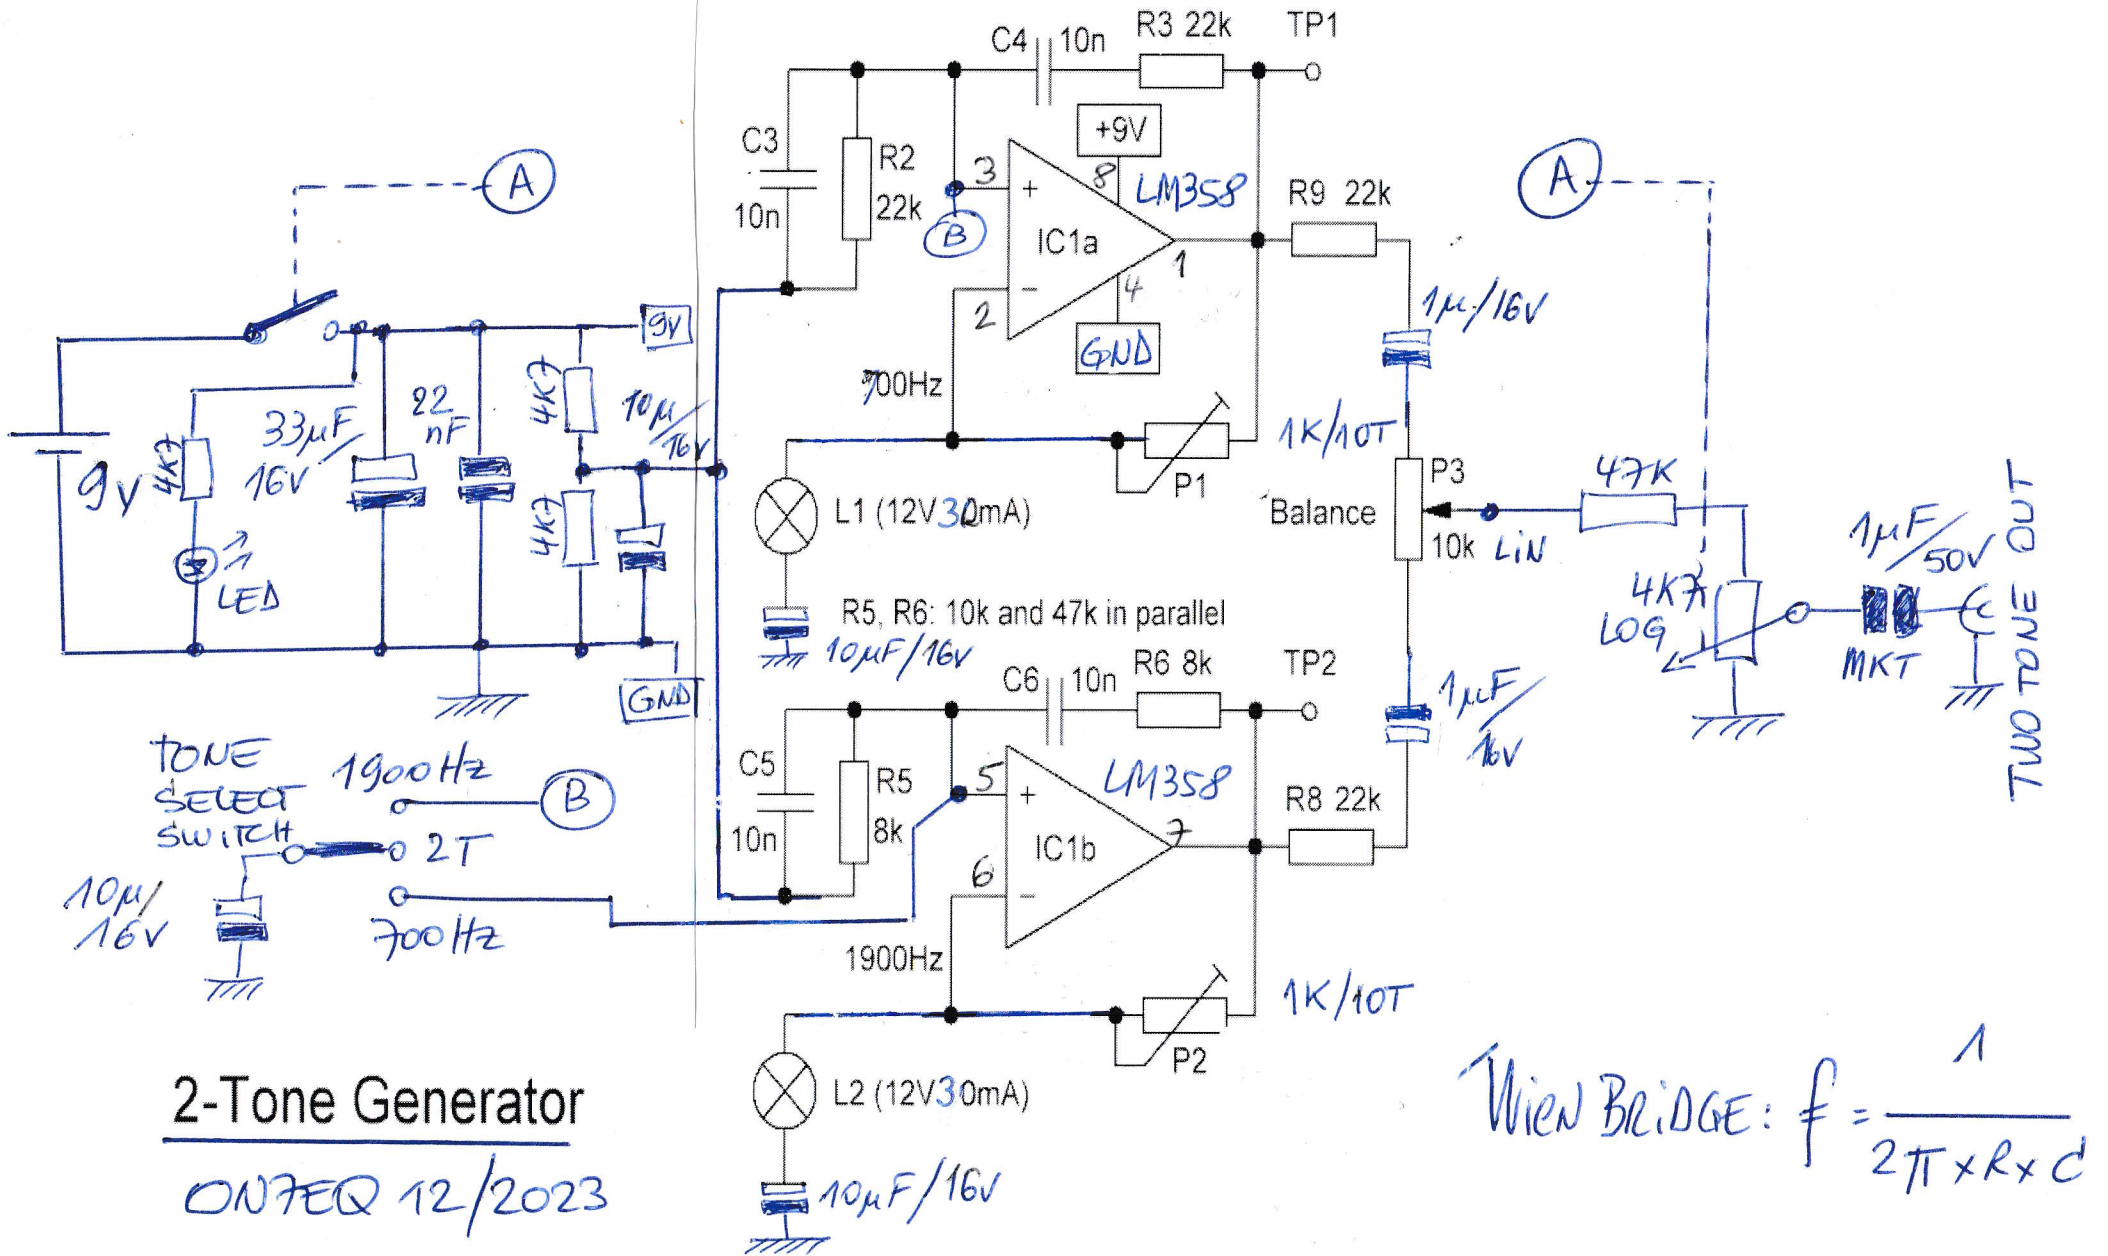 A
9V
4K7
33µF/
16V
22
nF
4K7
4K7
10µ/
16V
9V
LED
GND
TONE
SELECT
SWITCH
1900Hz
B
2T
700Hz
10µ/
16V
2-Tone Generator
ON7EQ 12/2023
C4 10n
R3 22k
TP1
C3
10n
R2
22k
+9V
3
8
LM358
+
B
IC1a
1
4
2
-
GND
700Hz
R9 22k
1µ/16V
1K/10T
P1
L1 (12V30mA)
10µF/16V
R5, R6: 10k and 47k in parallel
P3
Balance
10k
LiN
A
47K
4K7
LOG
1µF/
50V
MKT
TWO TONE OUT
C6 10n
R6 8k
TP2
C5
10n
R5
8k
5
LM358
+
IC1b
7
6
-
1900Hz
R8 22k
1µF/
16V
1K/10T
P2
L2 (12V30mA)
10µF/16V
WieN BRiDGE: f = 1
2π x R x C